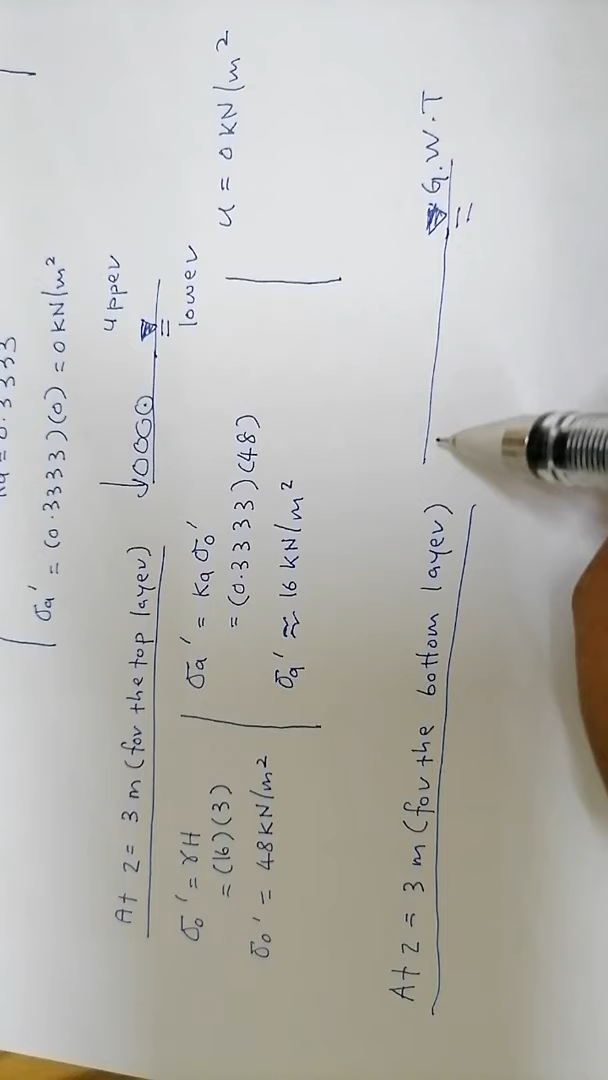 Ka = 0.3333
σa' = (0.3333)(0) = 0 KN/m²
At z = 3 m (for the top layer)
upper
lower
σo' = γH
= (16)(3)
σo' = 48 KN/m²
σa' = Ka σo'
= (0.3333)(48)
σa' ≈ 16 KN/m²
u = 0 KN/m²
At z = 3 m (for the bottom layer)
G.W.T